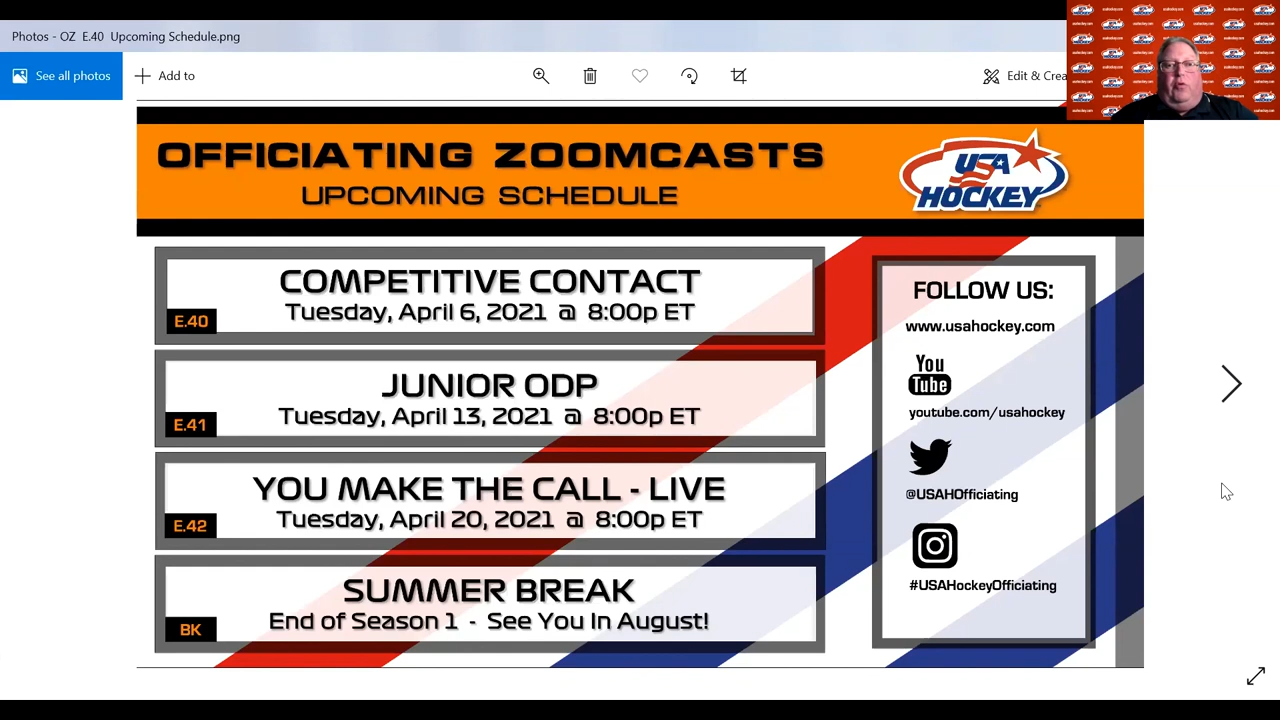 Photos - OZ E.40 Upcoming Schedule.png
See all photos
Add to
Edit & Crea
OFFICIATING ZOOMCASTS
UPCOMING SCHEDULE
USA
HOCKEY
COMPETITIVE CONTACT
Tuesday, April 6, 2021 @ 8:00p ET
E.40
JUNIOR ODP
Tuesday, April 13, 2021 @ 8:00p ET
E.41
YOU MAKE THE CALL - LIVE
Tuesday, April 20, 2021 @ 8:00p ET
E.42
SUMMER BREAK
End of Season 1 - See You In August!
BK
FOLLOW US:
www.usahockey.com
You
Tube
youtube.com/usahockey
@USAHOfficiating
#USAHockeyOfficiating